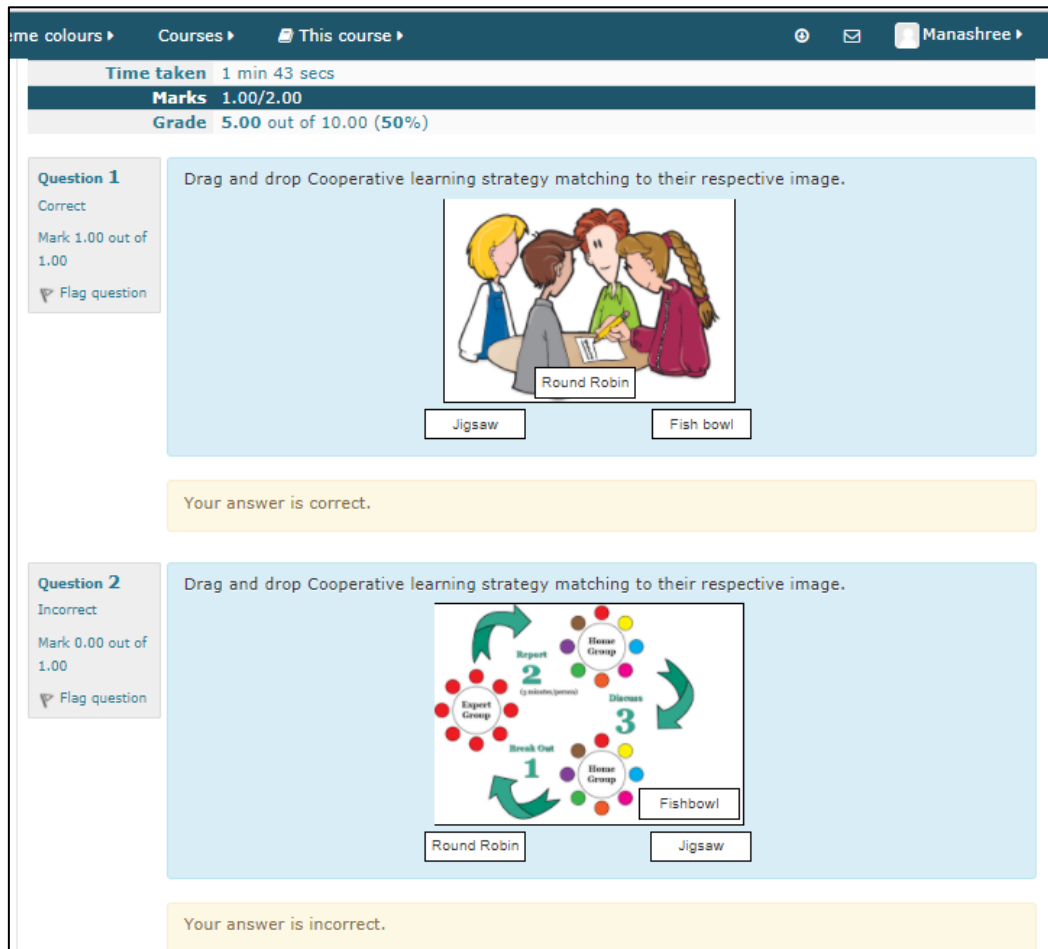 eme colours
Courses
This course
Manashree
Time taken 1 min 43 secs
Marks 1.00/2.00
Grade 5.00 out of 10.00 (50%)
Question 1
Correct
Mark 1.00 out of
1.00
Flag question
Drag and drop Cooperative learning strategy matching to their respective image.
Round Robin
Jigsaw
Fish bowl
Your answer is correct.
Question 2
Incorrect
Mark 0.00 out of
1.00
Flag question
Drag and drop Cooperative learning strategy matching to their respective image.
Home
Group
Report
2
(3 minutes/person)
Expert
Group
Discuss
3
Break Out
1
Home
Group
Fishbowl
Round Robin
Jigsaw
Your answer is incorrect.